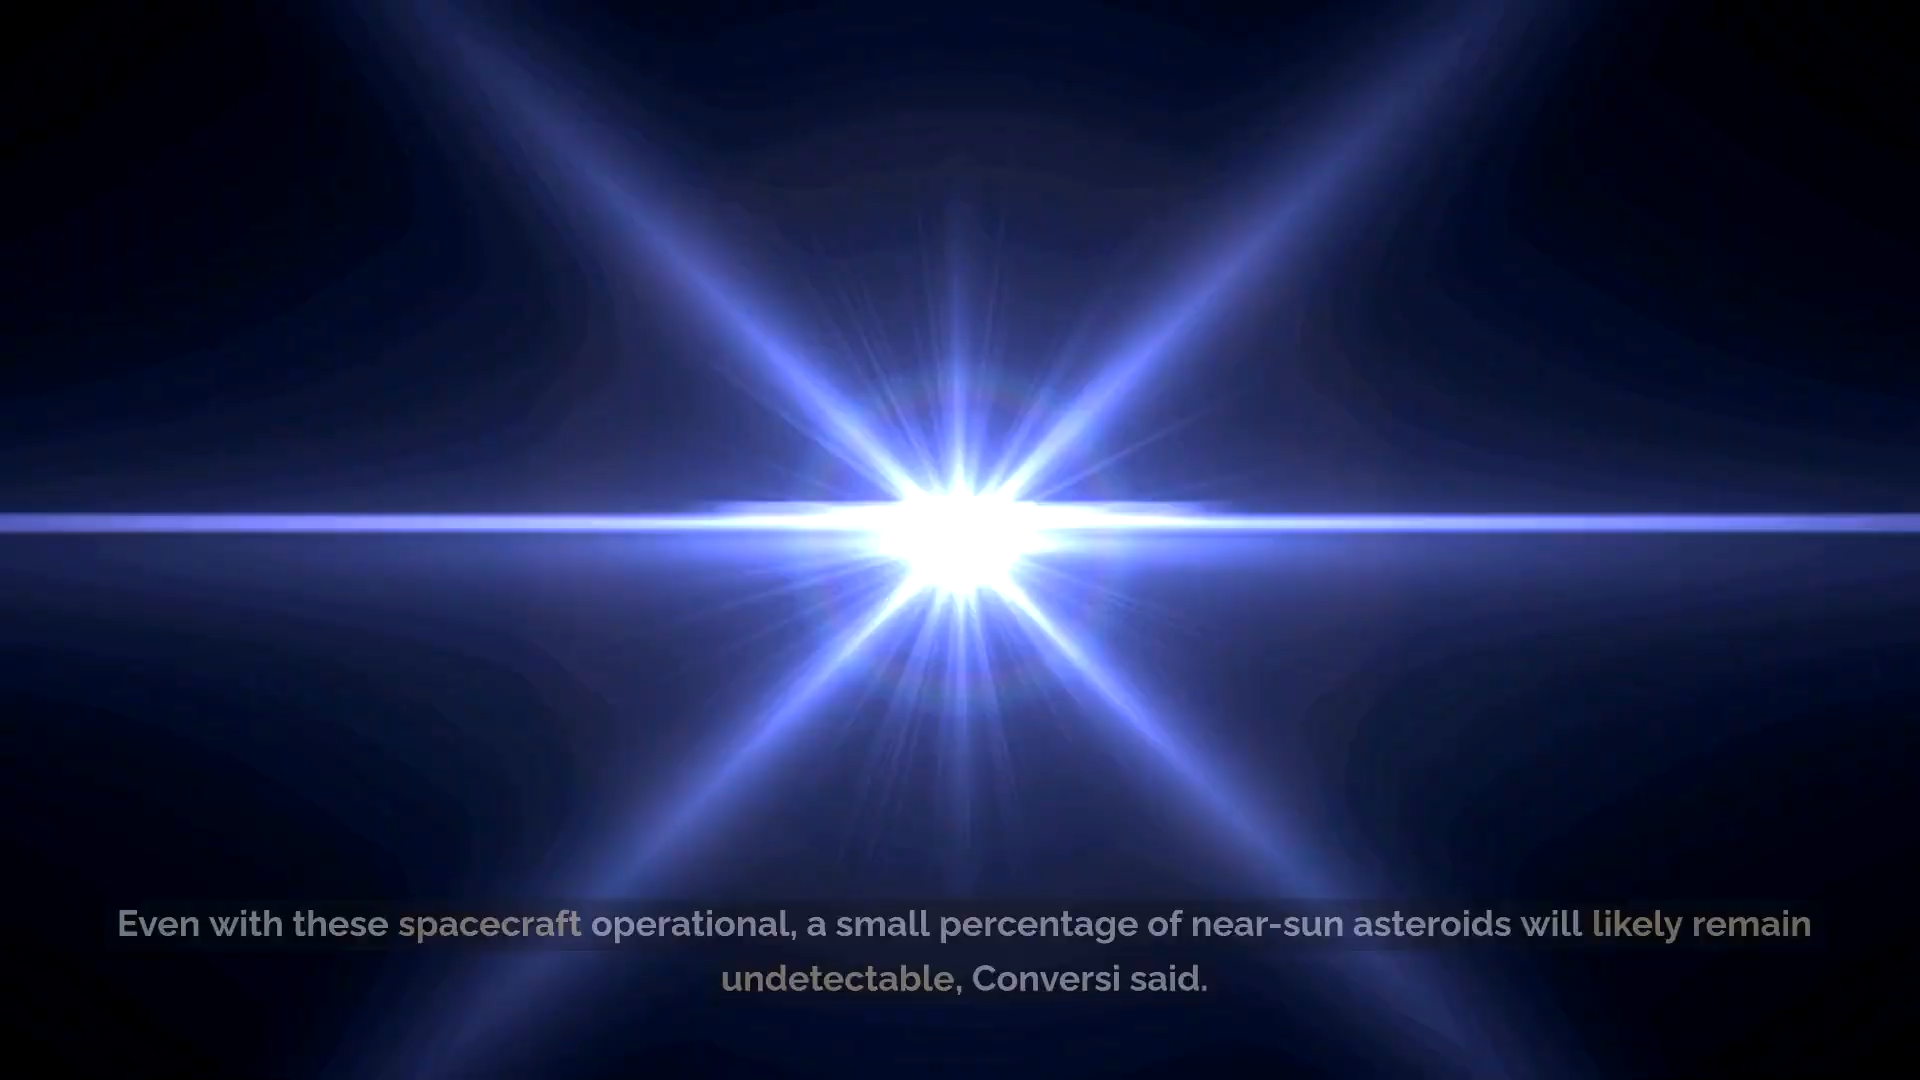 Even with these spacecraft operational, a small percentage of near-sun asteroids will likely remain
undetectable, Conversi said.